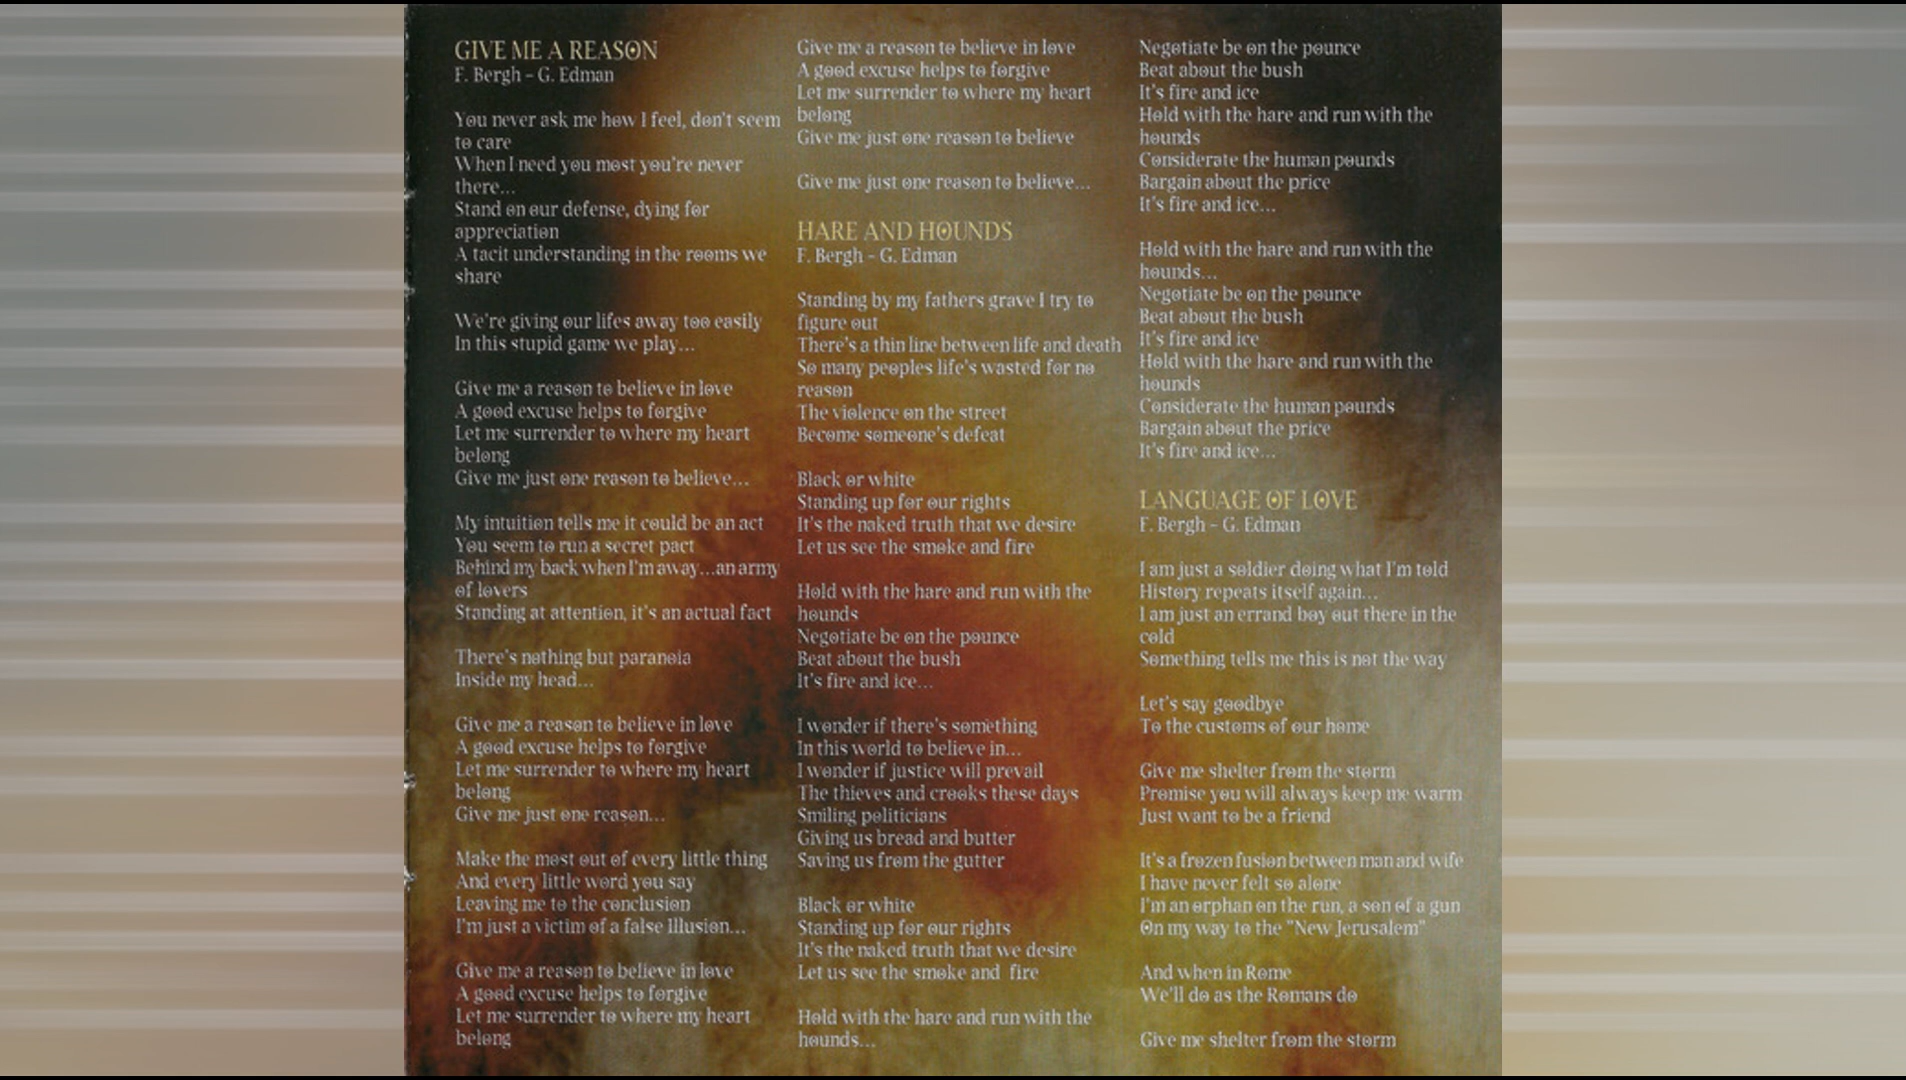 GIVE ME A REASON
F. Bergh - G. Edman
You never ask me how I feel, don't seem
to care
When I need you most you're never
there...
Stand on our defense, dying for
appreciation
A tacit understanding in the rooms we
share
We're giving our lifes away too easily
In this stupid game we play...
Give me a reason to believe in love
A good excuse helps to forgive
Let me surrender to where my heart
belong
Give me just one reason to believe...
My intuition tells me it could be an act
You seem to run a secret pact
Behind my back when I'm away...an army
of lovers
Standing at attention, it's an actual fact
There's nothing but paranoia
Inside my head...
Give me a reason to believe in love
A good excuse helps to forgive
Let me surrender to where my heart
belong
Give me just one reason...
Make the most out of every little thing
And every little word you say
Leaving me to the conclusion
I'm just a victim of a false Illusion...
Give me a reason to believe in love
A good excuse helps to forgive
Let me surrender to where my heart
belong
Give me a reason to believe in love
A good excuse helps to forgive
Let me surrender to where my heart
belong
Give me just one reason to believe
Give me just one reason to believe...
HARE AND HOUNDS
F. Bergh - G. Edman
Standing by my fathers grave I try to
figure out
There's a thin line between life and death
So many peoples life's wasted for no
reason
The violence on the street
Become someone's defeat
Black or white
Standing up for our rights
It's the naked truth that we desire
Let us see the smoke and fire
Hold with the hare and run with the
hounds
Negotiate be on the pounce
Beat about the bush
It's fire and ice...
I wonder if there's something
In this world to believe in...
I wonder if justice will prevail
The thieves and crooks these days
Smiling politicians
Giving us bread and butter
Saving us from the gutter
Black or white
Standing up for our rights
It's the naked truth that we desire
Let us see the smoke and fire
Hold with the hare and run with the
hounds...
Negotiate be on the pounce
Beat about the bush
It's fire and ice
Hold with the hare and run with the
hounds
Considerate the human pounds
Bargain about the price
It's fire and ice...
Hold with the hare and run with the
hounds...
Negotiate be on the pounce
Beat about the bush
It's fire and ice
Hold with the hare and run with the
hounds
Considerate the human pounds
Bargain about the price
It's fire and ice...
LANGUAGE OF LOVE
F. Bergh - G. Edman
I am just a soldier doing what I'm told
History repeats itself again...
I am just an errand boy out there in the
cold
Something tells me this is not the way
Let's say goodbye
To the customs of our home
Give me shelter from the storm
Promise you will always keep me warm
Just want to be a friend
It's a frozen fusion between man and wife
I have never felt so alone
I'm an orphan on the run, a son of a gun
On my way to the "New Jerusalem"
And when in Rome
We'll do as the Romans do
Give me shelter from the storm